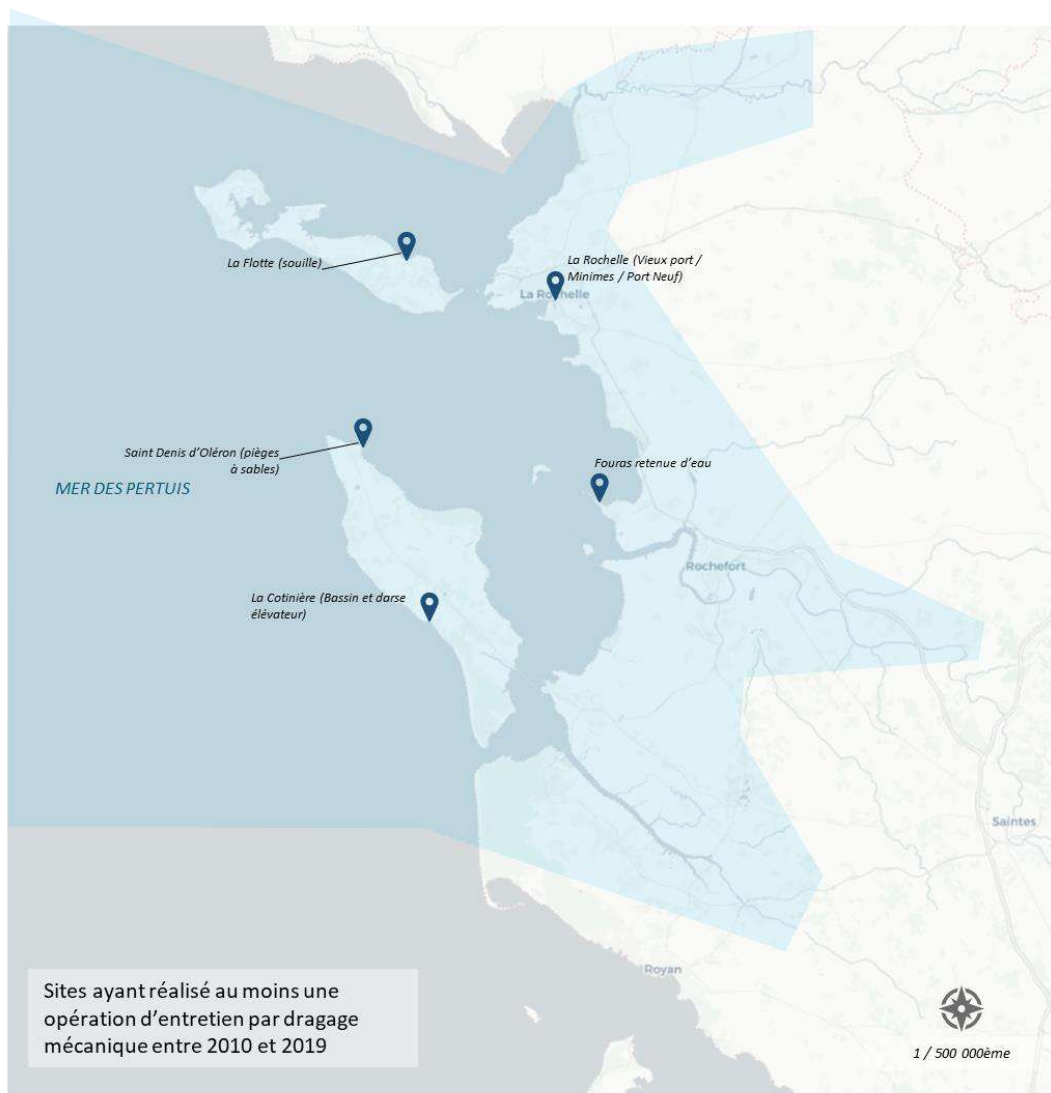 La Flotte (souille)
La Rochelle (Vieux port /
Minimes / Port Neuf)
La Rochelle
Saint Denis d'Oléron (pièges
à sables)
MER DES PERTUIS
Fouras retenue d'eau
Rochefort
La Cotinière (Bassin et darse
élévateur)
Saintes
Royan
Sites ayant réalisé au moins une
opération d'entretien par dragage
mécanique entre 2010 et 2019
1 / 500 000ème